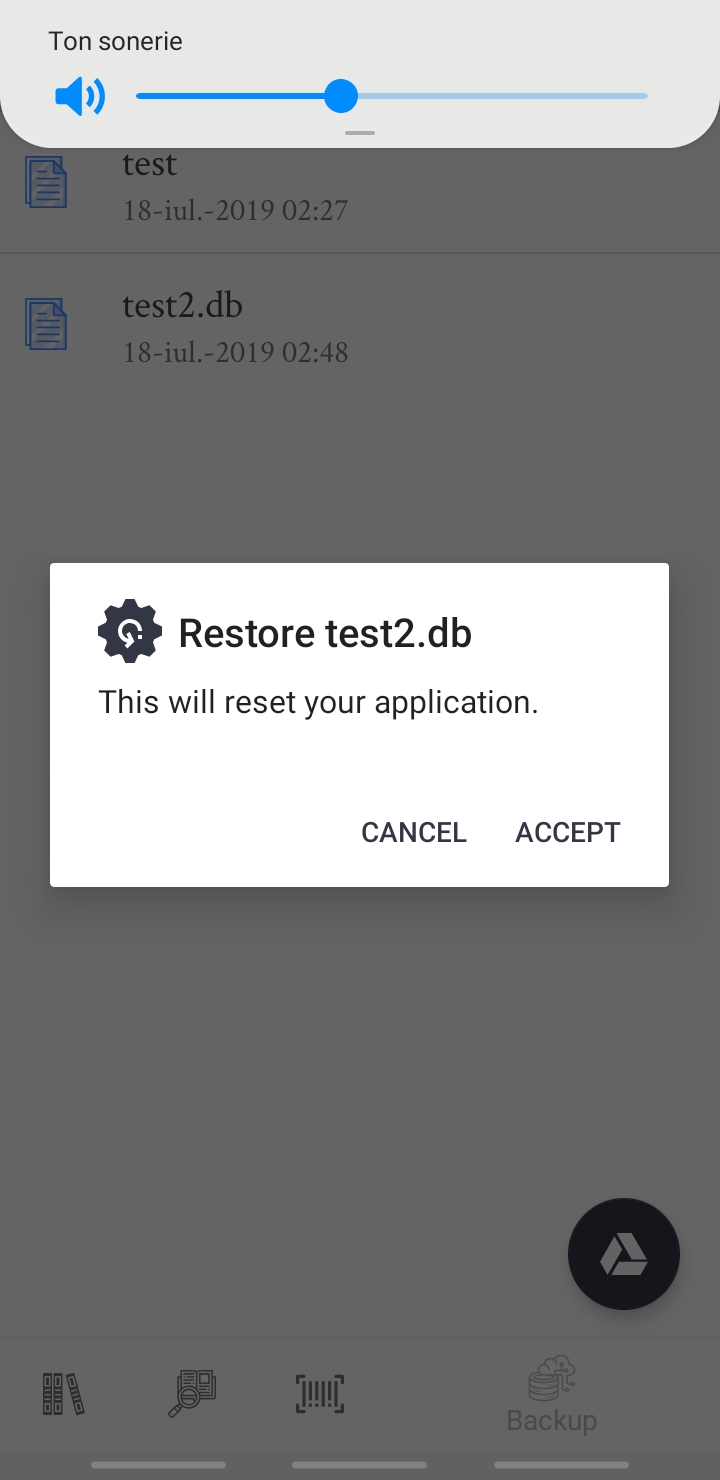 Ton sonerie
test
18-iul.-2019 02:27
test2.db
18-iul.-2019 02:48
Restore test2.db
This will reset your application.
CANCEL ACCEPT
Backup